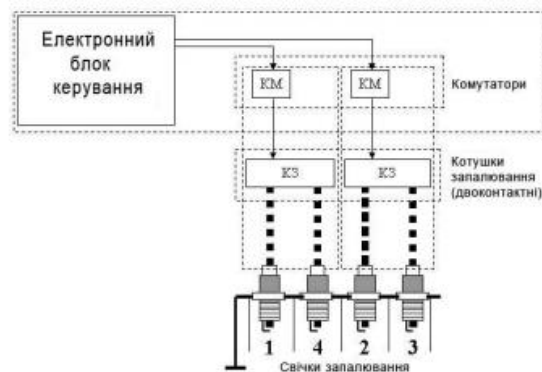 Електронний
блок
керування
КМ
КМ
Комутатори
КЗ
КЗ
Котушки
запалювання
(двоконтактні)
1 4 2 3
Свічки запалювання